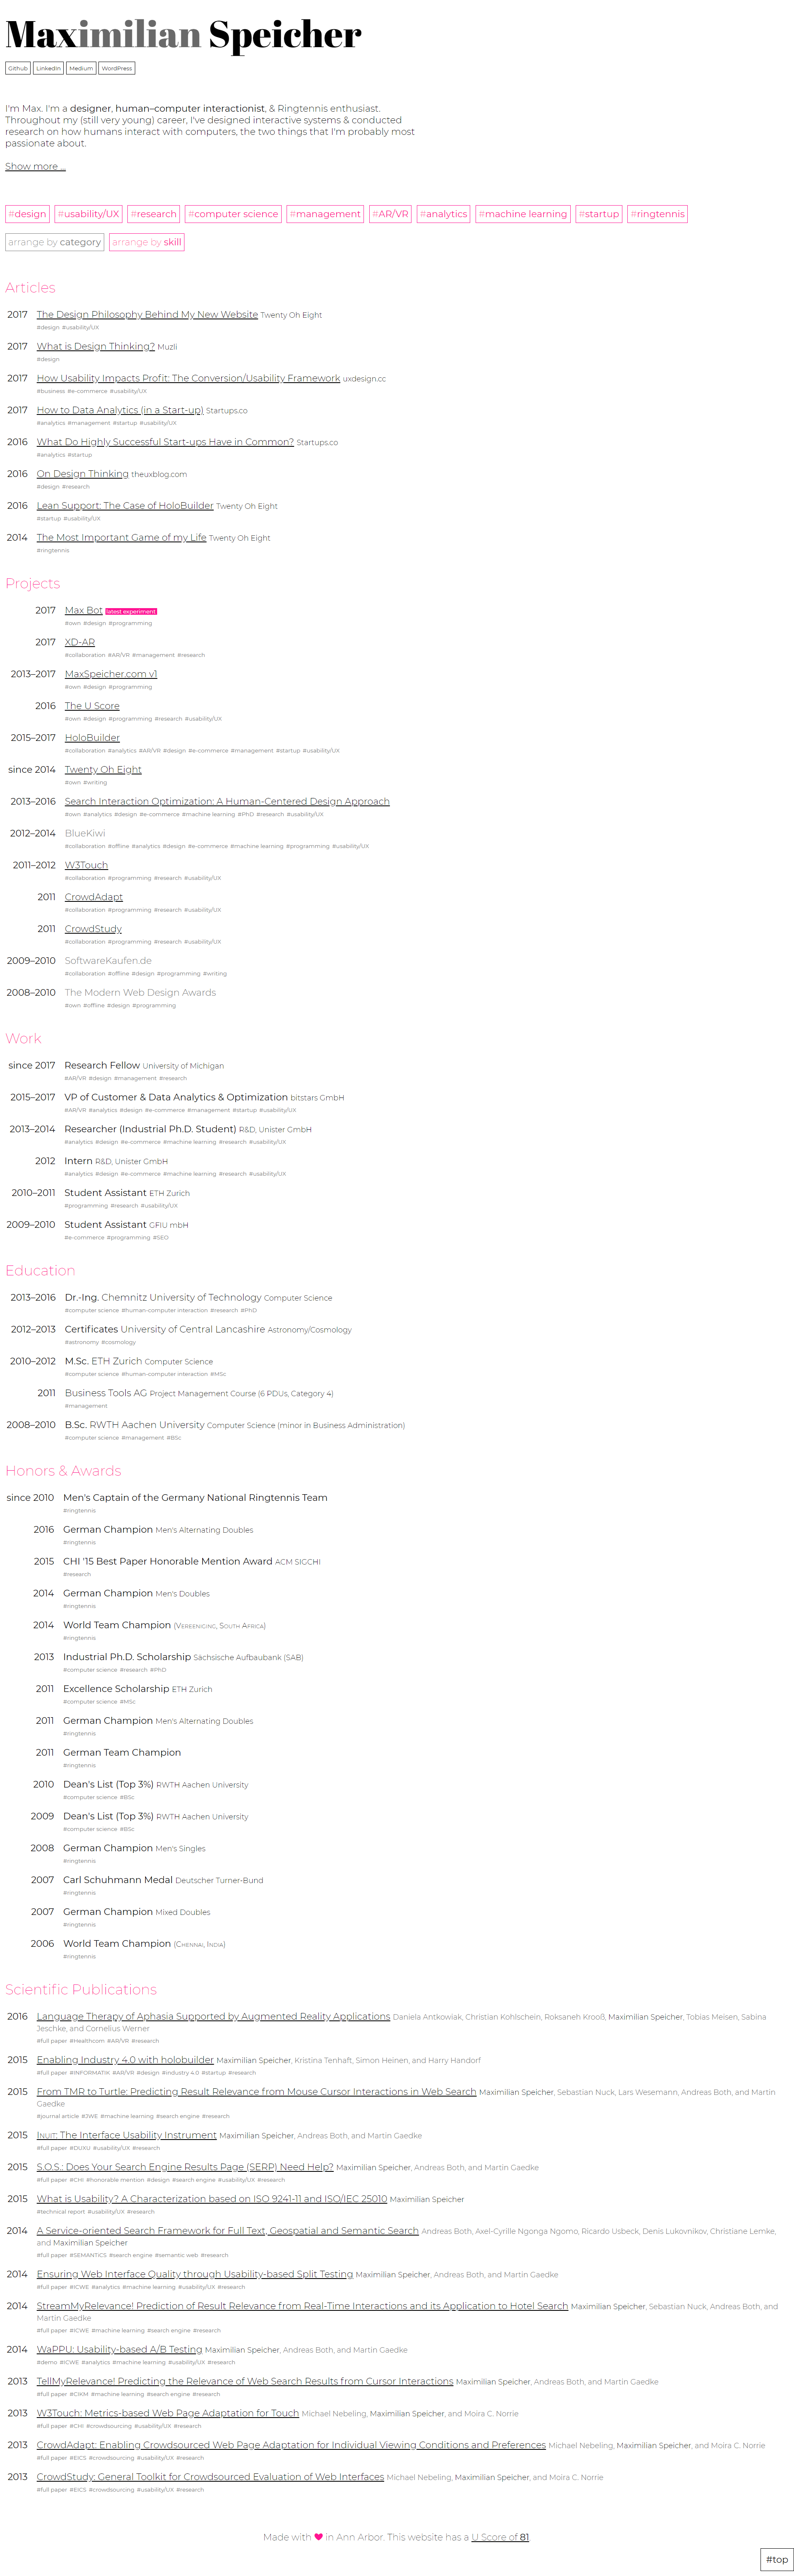 Maximilian Speicher
Github LinkedIn Medium WordPress
I'm Max. I'm a designer, human–computer interactionist, & Ringtennis enthusiast.
Throughout my (still very young) career, I've designed interactive systems & conducted
research on how humans interact with computers, the two things that I'm probably most
passionate about.
Show more ...
#design #usability/UX #research #computer science #management #AR/VR #analytics #machine learning #startup #ringtennis
arrange by category arrange by skill
Articles
2017 The Design Philosophy Behind My New Website Twenty Oh Eight
#design #usability/UX
2017 What is Design Thinking? Muzli
#design
2017 How Usability Impacts Profit: The Conversion/Usability Framework uxdesign.cc
#business #e-commerce #usability/UX
2017 How to Data Analytics (in a Start-up) Startups.co
#analytics #management #startup #usability/UX
2016 What Do Highly Successful Start-ups Have in Common? Startups.co
#analytics #startup
2016 On Design Thinking theuxblog.com
#design #research
2016 Lean Support: The Case of HoloBuilder Twenty Oh Eight
#startup #usability/UX
2014 The Most Important Game of my Life Twenty Oh Eight
#ringtennis
Projects
2017 Max Bot latest experiment
#own #design #programming
2017 XD-AR
#collaboration #AR/VR #management #research
2013–2017 MaxSpeicher.com v1
#own #design #programming
2016 The U Score
#own #design #programming #research #usability/UX
2015–2017 HoloBuilder
#collaboration #analytics #AR/VR #design #e-commerce #management #startup #usability/UX
since 2014 Twenty Oh Eight
#own #writing
2013–2016 Search Interaction Optimization: A Human-Centered Design Approach
#own #analytics #design #e-commerce #machine learning #PhD #research #usability/UX
2012–2014 BlueKiwi
#collaboration #offline #analytics #design #e-commerce #machine learning #programming #usability/UX
2011–2012 W3Touch
#collaboration #programming #research #usability/UX
2011 CrowdAdapt
#collaboration #programming #research #usability/UX
2011 CrowdStudy
#collaboration #programming #research #usability/UX
2009–2010 SoftwareKaufen.de
#collaboration #offline #design #programming #writing
2008–2010 The Modern Web Design Awards
#own #offline #design #programming
Work
since 2017 Research Fellow University of Michigan
#AR/VR #design #management #research
2015–2017 VP of Customer & Data Analytics & Optimization bitstars GmbH
#AR/VR #analytics #design #e-commerce #management #startup #usability/UX
2013–2014 Researcher (Industrial Ph.D. Student) R&D, Unister GmbH
#analytics #design #e-commerce #machine learning #research #usability/UX
2012 Intern R&D, Unister GmbH
#analytics #design #e-commerce #machine learning #research #usability/UX
2010–2011 Student Assistant ETH Zurich
#programming #research #usability/UX
2009–2010 Student Assistant GFIU mbH
#e-commerce #programming #SEO
Education
2013–2016 Dr.-Ing. Chemnitz University of Technology Computer Science
#computer science #human-computer interaction #research #PhD
2012–2013 Certificates University of Central Lancashire Astronomy/Cosmology
#astronomy #cosmology
2010–2012 M.Sc. ETH Zurich Computer Science
#computer science #human-computer interaction #MSc
2011 Business Tools AG Project Management Course (6 PDUs, Category 4)
#management
2008–2010 B.Sc. RWTH Aachen University Computer Science (minor in Business Administration)
#computer science #management #BSc
Honors & Awards
since 2010 Men's Captain of the Germany National Ringtennis Team
#ringtennis
2016 German Champion Men's Alternating Doubles
#ringtennis
2015 CHI '15 Best Paper Honorable Mention Award ACM SIGCHI
#research
2014 German Champion Men's Doubles
#ringtennis
2014 World Team Champion (Vereeniging, South Africa)
#ringtennis
2013 Industrial Ph.D. Scholarship Sächsische Aufbaubank (SAB)
#computer science #research #PhD
2011 Excellence Scholarship ETH Zurich
#computer science #MSc
2011 German Champion Men's Alternating Doubles
#ringtennis
2011 German Team Champion
#ringtennis
2010 Dean's List (Top 3%) RWTH Aachen University
#computer science #BSc
2009 Dean's List (Top 3%) RWTH Aachen University
#computer science #BSc
2008 German Champion Men's Singles
#ringtennis
2007 Carl Schuhmann Medal Deutscher Turner-Bund
#ringtennis
2007 German Champion Mixed Doubles
#ringtennis
2006 World Team Champion (Chennai, India)
#ringtennis
Scientific Publications
2016 Language Therapy of Aphasia Supported by Augmented Reality Applications Daniela Antkowiak, Christian Kohlschein, Roksaneh Krooß, Maximilian Speicher, Tobias Meisen, Sabina
Jeschke, and Cornelius Werner
#full paper #Healthcom #AR/VR #research
2015 Enabling Industry 4.0 with holobuilder Maximilian Speicher, Kristina Tenhaft, Simon Heinen, and Harry Handorf
#full paper #INFORMATIK #AR/VR #design #industry 4.0 #startup #research
2015 From TMR to Turtle: Predicting Result Relevance from Mouse Cursor Interactions in Web Search Maximilian Speicher, Sebastian Nuck, Lars Wesemann, Andreas Both, and Martin
Gaedke
#journal article #JWE #machine learning #search engine #research
2015 Inuit: The Interface Usability Instrument Maximilian Speicher, Andreas Both, and Martin Gaedke
#full paper #DUXU #usability/UX #research
2015 S.O.S.: Does Your Search Engine Results Page (SERP) Need Help? Maximilian Speicher, Andreas Both, and Martin Gaedke
#full paper #CHI #honorable mention #design #search engine #usability/UX #research
2015 What is Usability? A Characterization based on ISO 9241-11 and ISO/IEC 25010 Maximilian Speicher
#technical report #usability/UX #research
2014 A Service-oriented Search Framework for Full Text, Geospatial and Semantic Search Andreas Both, Axel-Cyrille Ngonga Ngomo, Ricardo Usbeck, Denis Lukovnikov, Christiane Lemke,
and Maximilian Speicher
#full paper #SEMANTiCS #search engine #semantic web #research
2014 Ensuring Web Interface Quality through Usability-based Split Testing Maximilian Speicher, Andreas Both, and Martin Gaedke
#full paper #ICWE #analytics #machine learning #usability/UX #research
2014 StreamMyRelevance! Prediction of Result Relevance from Real-Time Interactions and its Application to Hotel Search Maximilian Speicher, Sebastian Nuck, Andreas Both, and
Martin Gaedke
#full paper #ICWE #machine learning #search engine #research
2014 WaPPU: Usability-based A/B Testing Maximilian Speicher, Andreas Both, and Martin Gaedke
#demo #ICWE #analytics #machine learning #usability/UX #research
2013 TellMyRelevance! Predicting the Relevance of Web Search Results from Cursor Interactions Maximilian Speicher, Andreas Both, and Martin Gaedke
#full paper #CIKM #machine learning #search engine #research
2013 W3Touch: Metrics-based Web Page Adaptation for Touch Michael Nebeling, Maximilian Speicher, and Moira C. Norrie
#full paper #CHI #crowdsourcing #usability/UX #research
2013 CrowdAdapt: Enabling Crowdsourced Web Page Adaptation for Individual Viewing Conditions and Preferences Michael Nebeling, Maximilian Speicher, and Moira C. Norrie
#full paper #EICS #crowdsourcing #usability/UX #research
2013 CrowdStudy: General Toolkit for Crowdsourced Evaluation of Web Interfaces Michael Nebeling, Maximilian Speicher, and Moira C. Norrie
#full paper #EICS #crowdsourcing #usability/UX #research
Made with ♥ in Ann Arbor. This website has a U Score of 81
#top